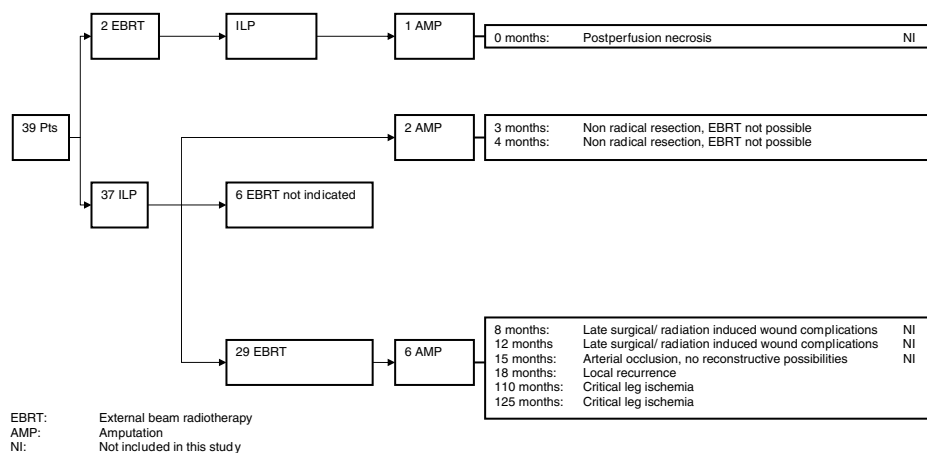 2 EBRT
ILP
1 AMP
0 months: Postperfusion necrosis NI
39 Pts
2 AMP
3 months: Non radical resection, EBRT not possible
4 months: Non radical resection, EBRT not possible
37 ILP
6 EBRT not indicated
29 EBRT
6 AMP
8 months: Late surgical/ radiation induced wound complications NI
12 months Late surgical/ radiation induced wound complications NI
15 months: Arterial occlusion, no reconstructive possibilities NI
18 months: Local recurrence
110 months: Critical leg ischemia
125 months: Critical leg ischemia
EBRT: External beam radiotherapy
AMP: Amputation
NI: Not included in this study